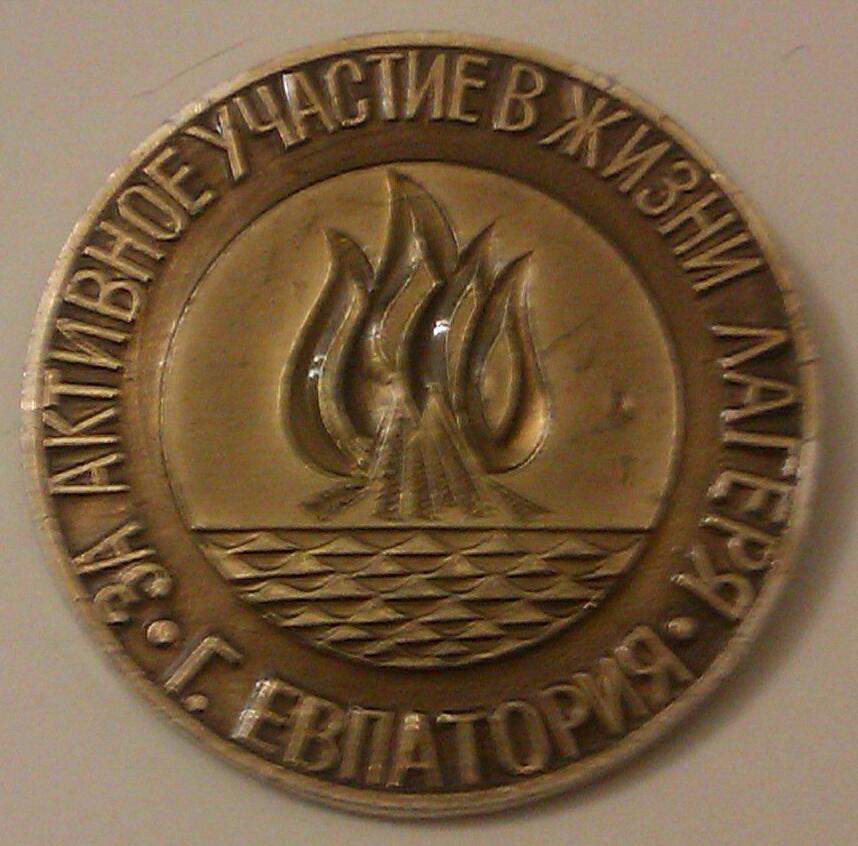 ЗА АКТИВНОЕ УЧАСТИЕ В ЖИЗНИ ЛАГЕРЯ
• Г. ЕВПАТОРИЯ •